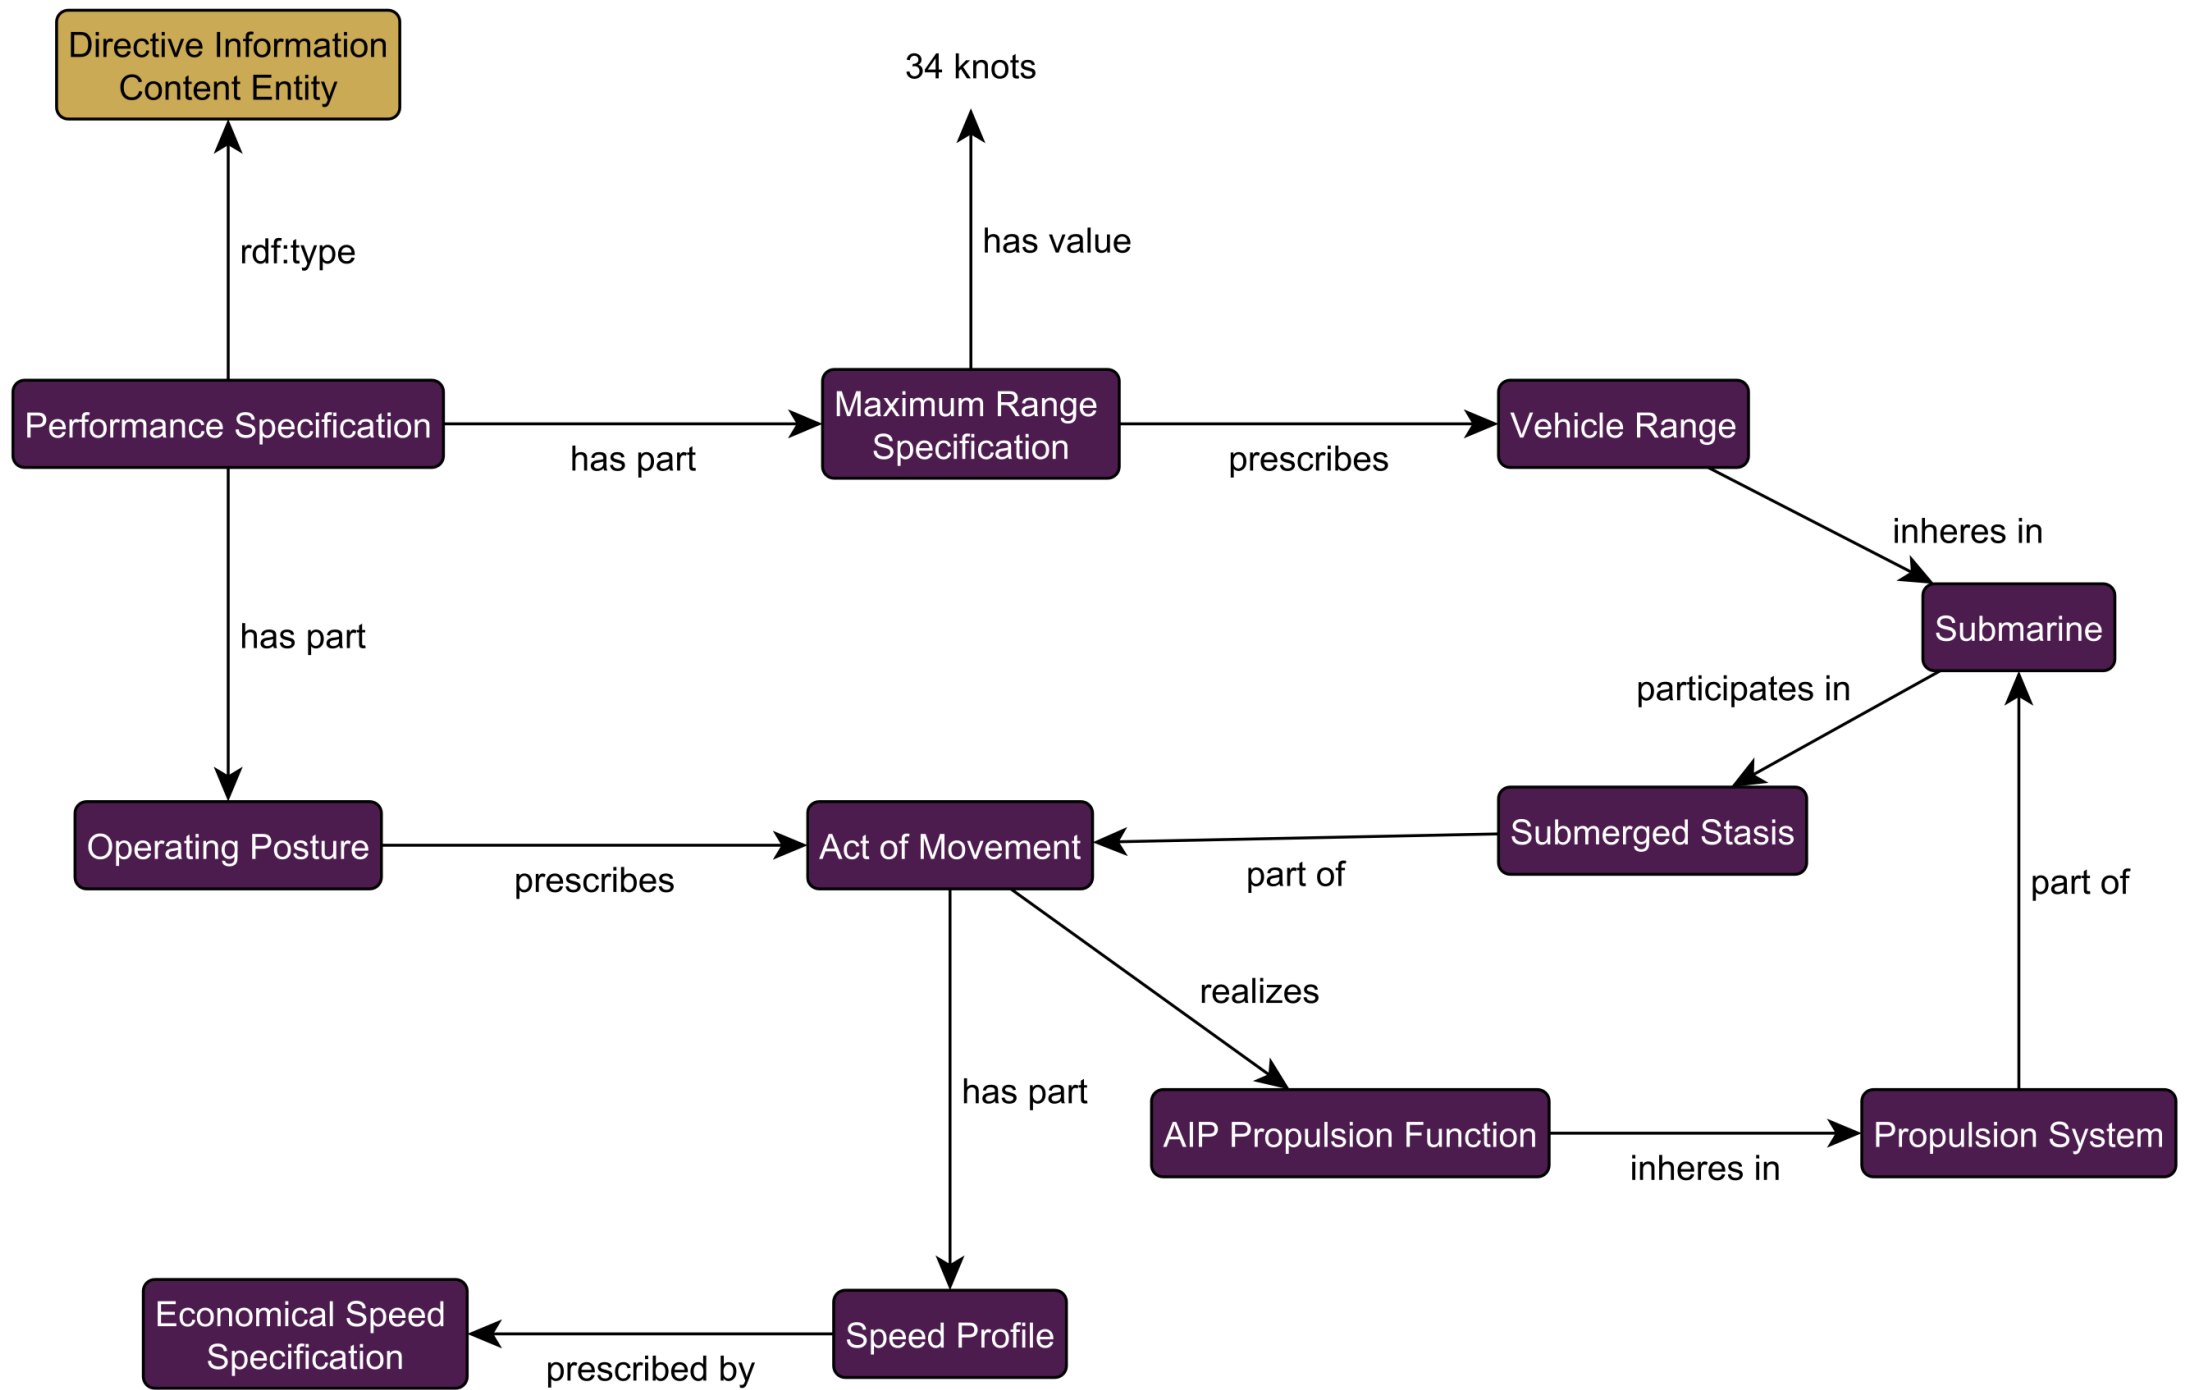 Directive Information
Content Entity
34 knots
rdf:type
has value
Performance Specification
has part
Maximum Range
Specification
prescribes
Vehicle Range
inheres in
Submarine
has part
participates in
Operating Posture
prescribes
Act of Movement
part of
Submerged Stasis
part of
realizes
has part
AIP Propulsion Function
inheres in
Propulsion System
Economical Speed
Specification
prescribed by
Speed Profile